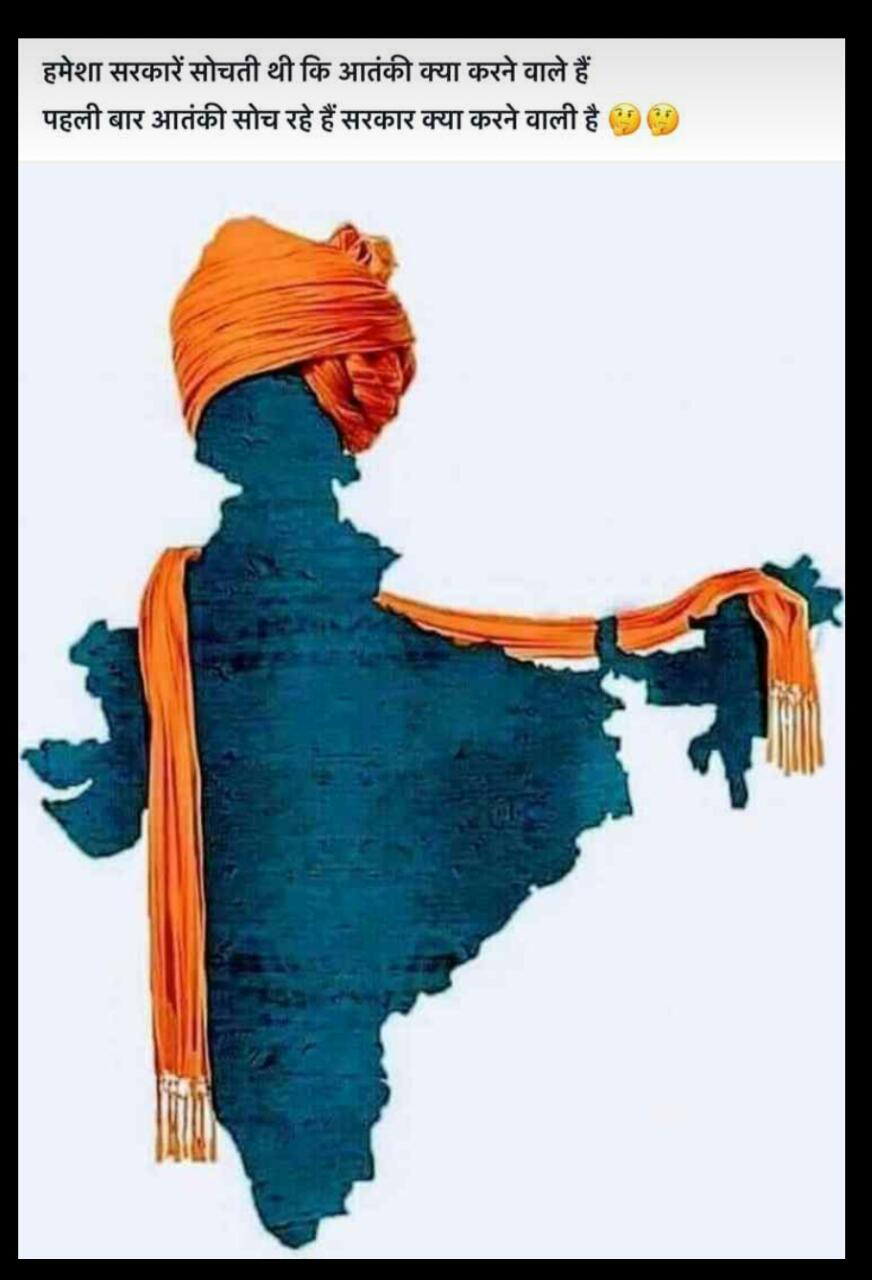 हमेशा सरकारें सोचती थी कि आतंकी क्या करने वाले हैं
पहली बार आतंकी सोच रहे हैं सरकार क्या करने वाली है 🤔🤔